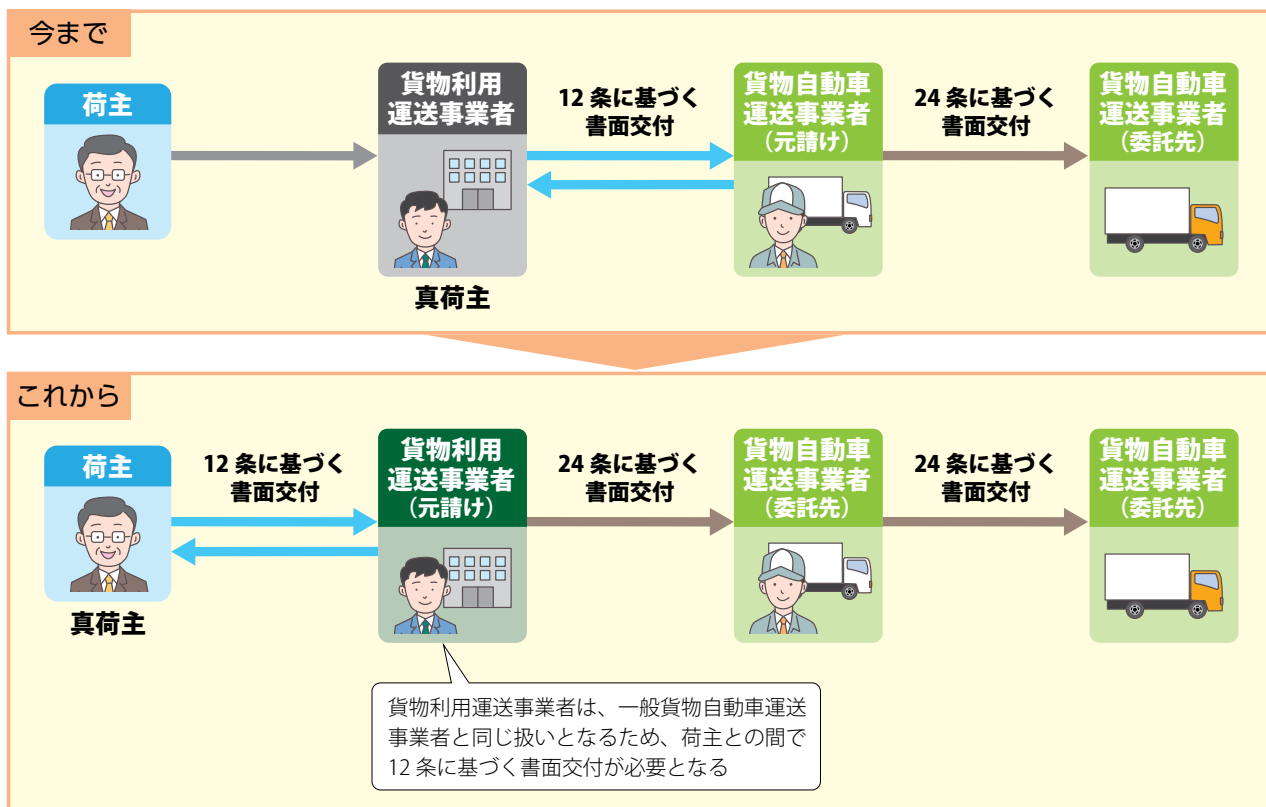 今まで
荷主
貨物利用
運送事業者
真荷主
12 条に基づく
書面交付
貨物自動車
運送事業者
（元請け）
24 条に基づく
書面交付
貨物自動車
運送事業者
（委託先）
これから
荷主
真荷主
12 条に基づく
書面交付
貨物利用
運送事業者
（元請け）
24 条に基づく
書面交付
貨物自動車
運送事業者
（委託先）
24 条に基づく
書面交付
貨物自動車
運送事業者
（委託先）
貨物利用運送事業者は、一般貨物自動車運送
事業者と同じ扱いとなるため、荷主との間で
12 条に基づく書面交付が必要となる